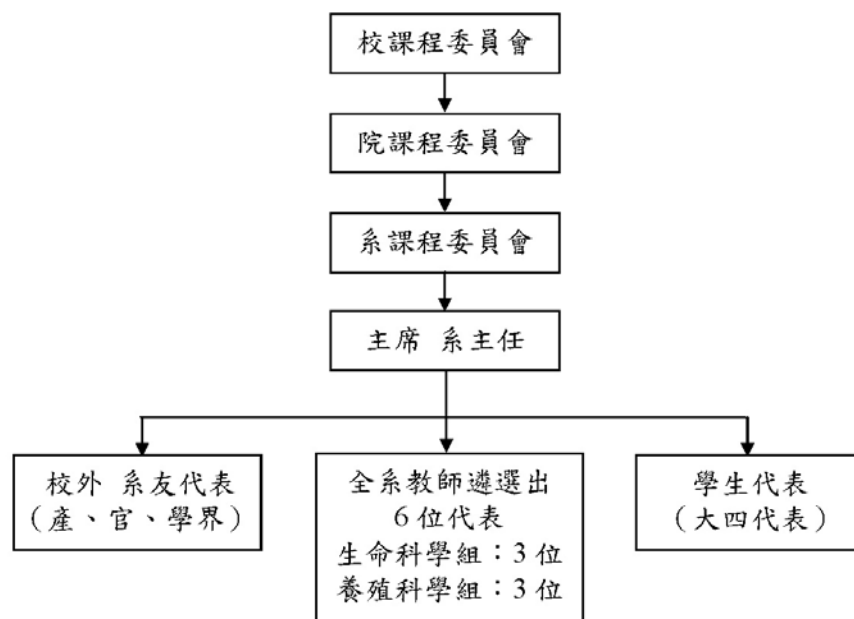 校課程委員會
院課程委員會
系課程委員會
主席 系主任
校外 系友代表
（產、官、學界）
全系教師遴選出
6 位代表
生命科學組：3 位
養殖科學組：3 位
學生代表
（大四代表）